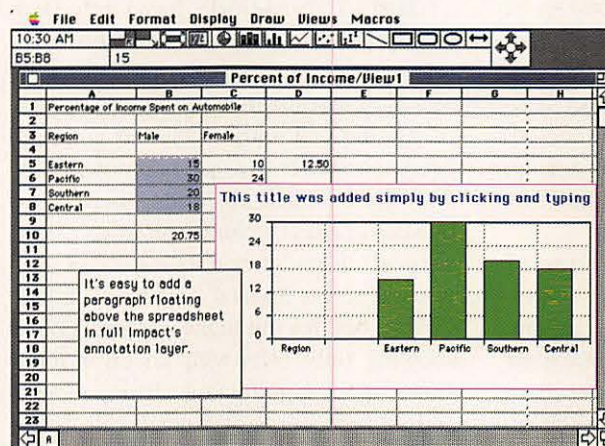 File Edit Format Display Draw Views Macros
10:30 AM
B5:B8 15
Percent of Income/View1
A B C D E F G H
1 Percentage of Income Spent on Automobile
2
3 Region Male Female
4
5 Eastern 15 10 12.50
6 Pacific 30 24
7 Southern 20
8 Central 18
9
10 20.75
11
12
13
14
15
16
17
18
19
20
21
22
23
This title was added simply by clicking and typing
30
24
18
12
6
0
Region Eastern Pacific Southern Central
It's easy to add a
paragraph floating
above the spreadsheet
in full Impact's
annotation layer.
A